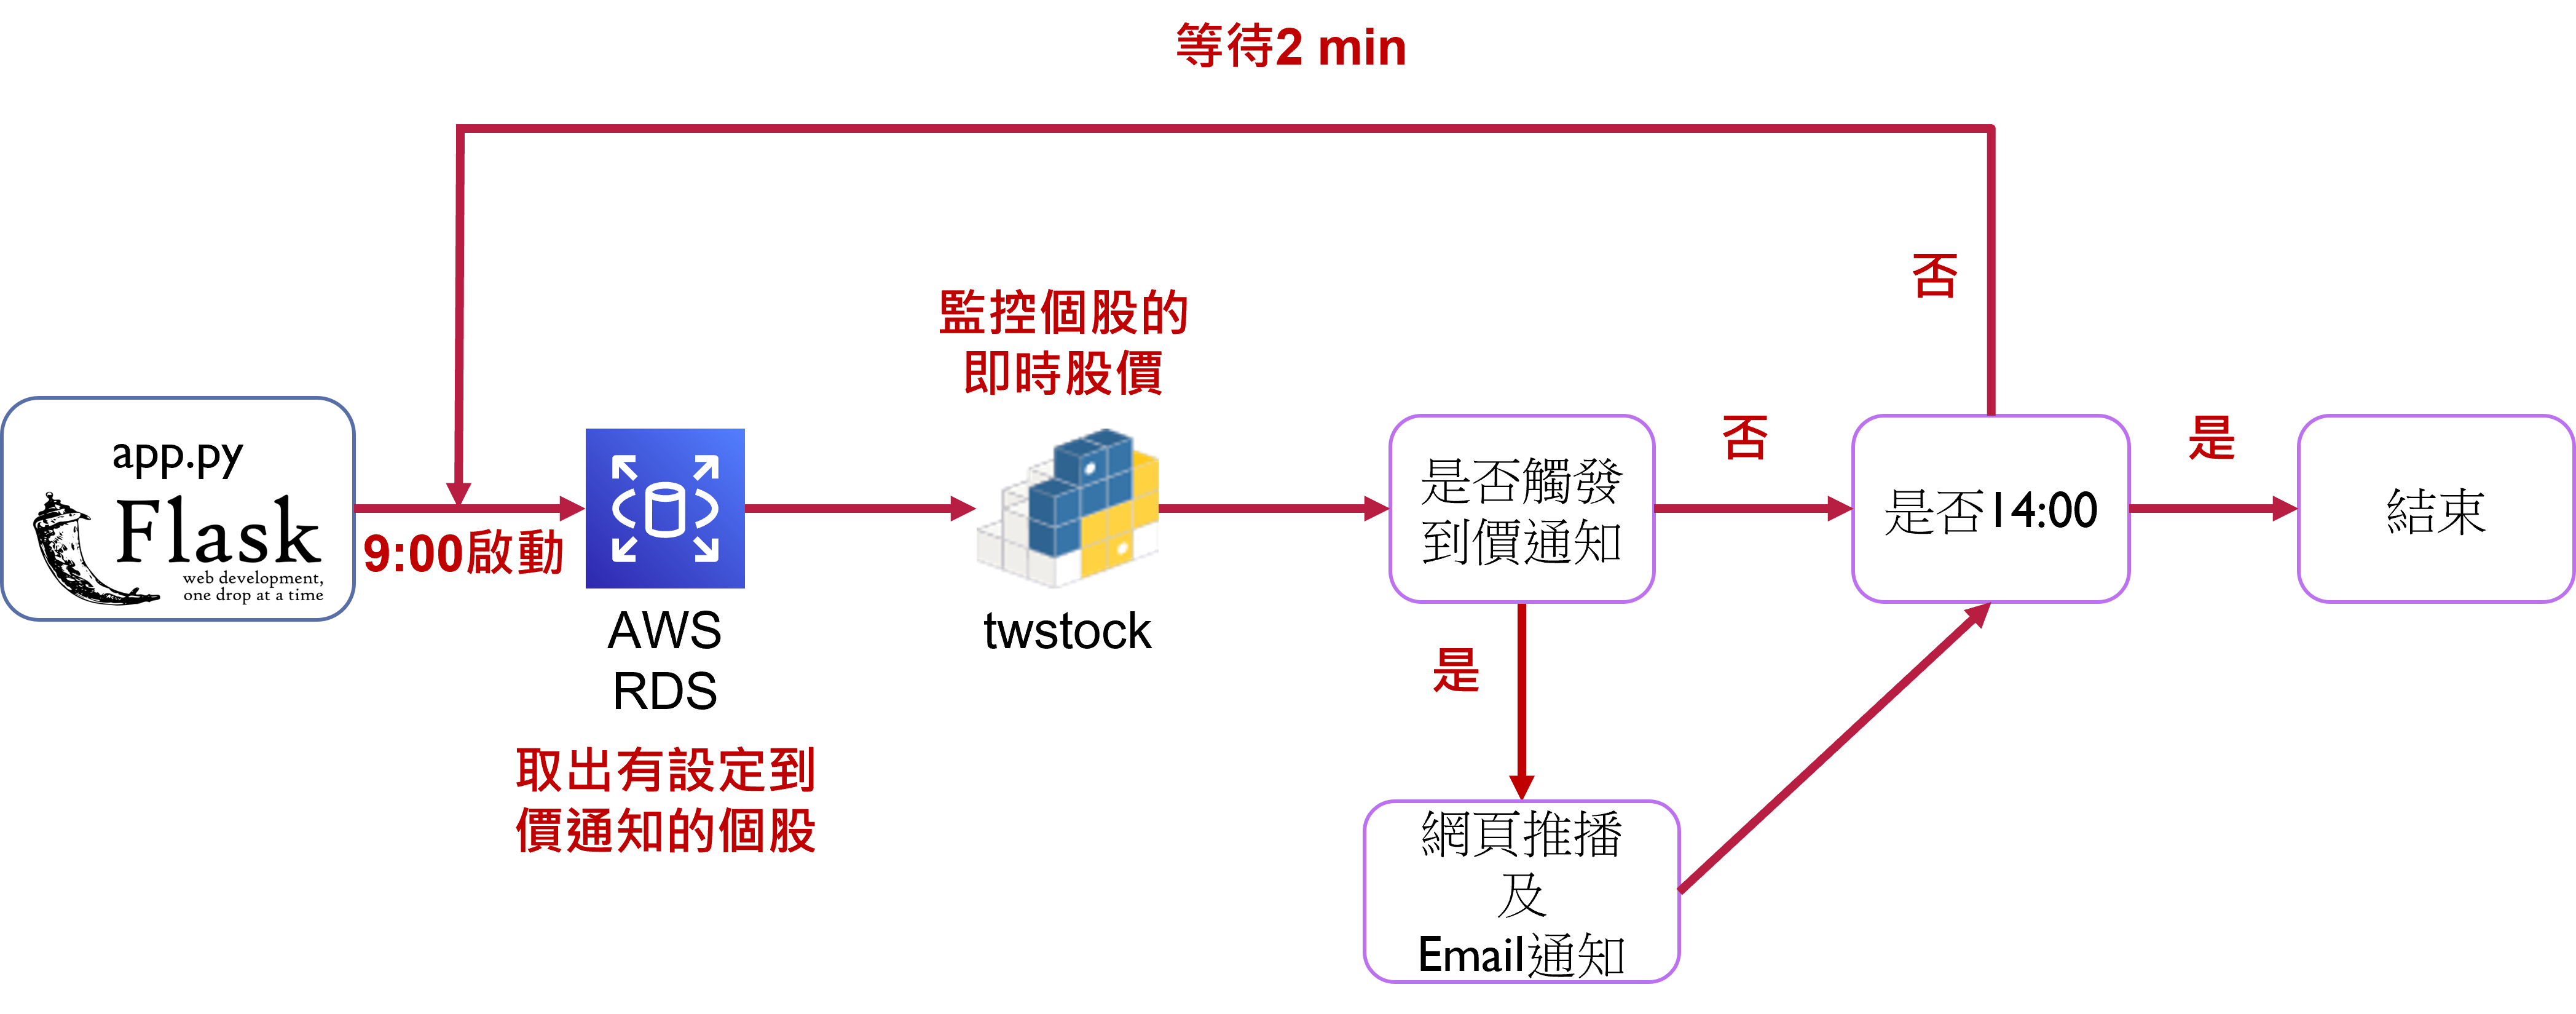 等待2 min
否
監控個股的
即時股價
app.py
Flask
web development,
one drop at a time
9:00啟動
AWS
RDS
取出有設定到
價通知的個股
twstock
是否觸發
到價通知
否
是否14:00
是
結束
是
網頁推播
及
Email通知